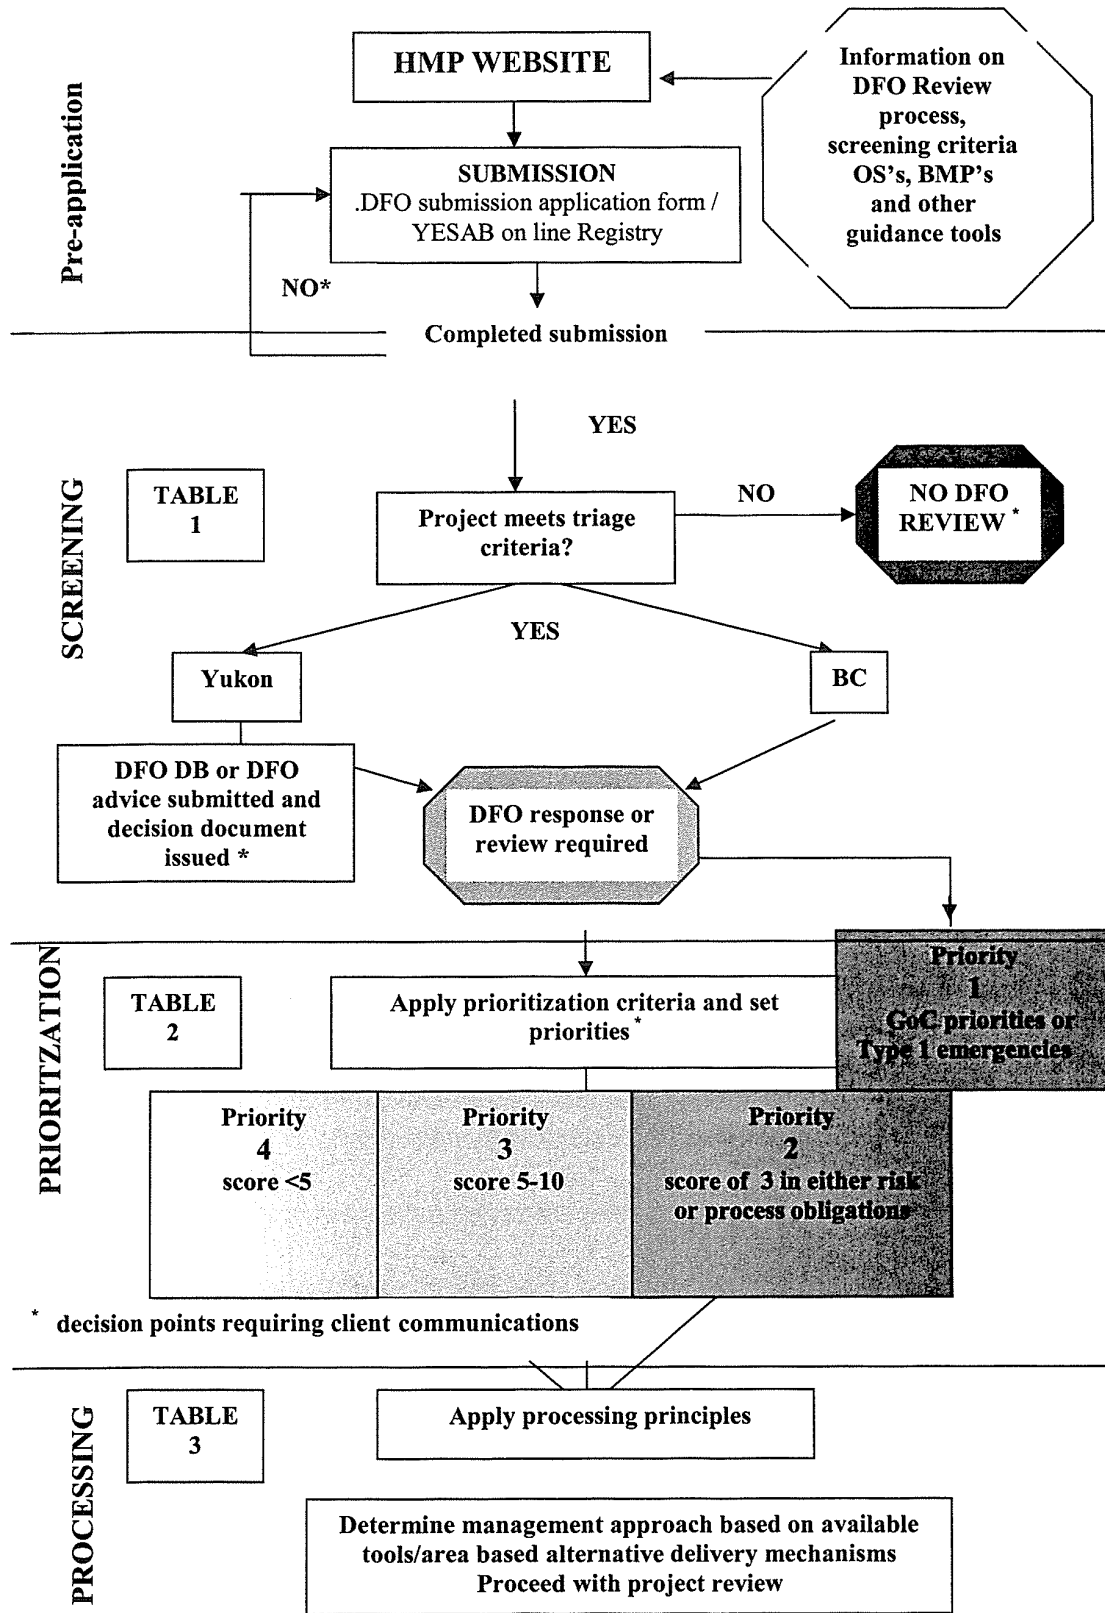 Pre-application
HMP WEBSITE
Information on
DFO Review
process,
screening criteria
OS's, BMP's
and other
guidance tools
SUBMISSION
.DFO submission application form /
YESAB on line Registry
NO*
Completed submission
YES
SCREENING
TABLE
1
Project meets triage
criteria?
NO
NO DFO
REVIEW *
YES
Yukon
BC
DFO DB or DFO
advice submitted and
decision document
issued *
DFO response or
review required
PRIORITZATION
TABLE
2
Apply prioritization criteria and set
priorities *
Priority
1
GoC priorities or
Type 1 emergencies
Priority
4
score <5
Priority
3
score 5-10
Priority
2
score of 3 in either risk
or process obligations
* decision points requiring client communications
PROCESSING
TABLE
3
Apply processing principles
Determine management approach based on available
tools/area based alternative delivery mechanisms
Proceed with project review